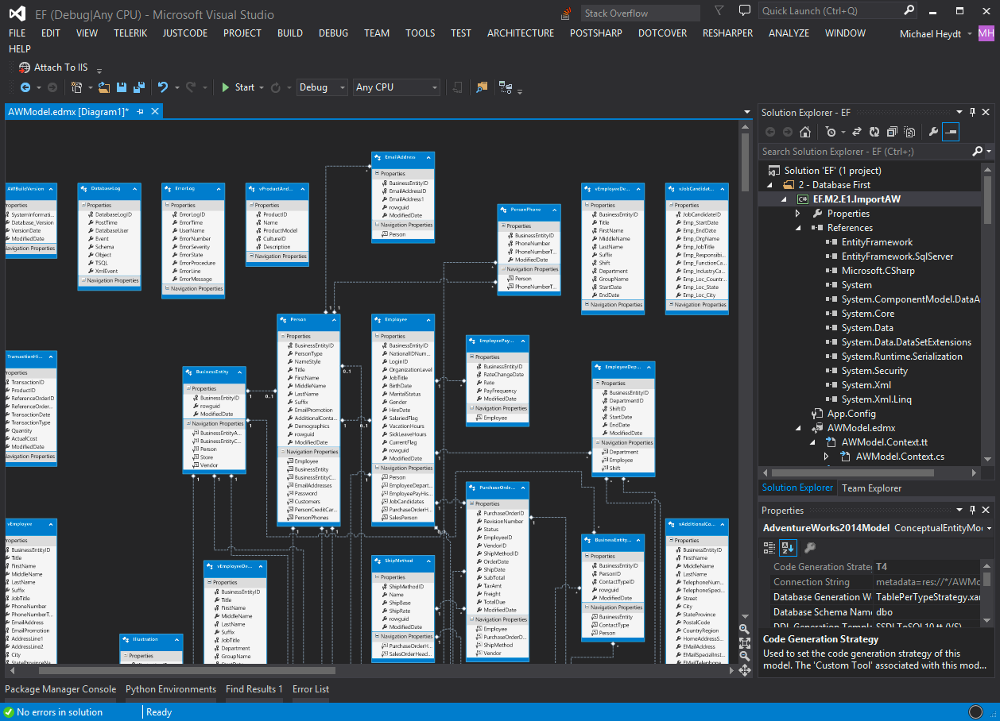 EF (Debug|Any CPU) - Microsoft Visual Studio
Stack Overflow
Quick Launch (Ctrl+Q)
FILE EDIT VIEW TELERIK JUSTCODE PROJECT BUILD DEBUG TEAM TOOLS TEST ARCHITECTURE POSTSHARP DOTCOVER RESHARPER ANALYZE WINDOW
Michael Heydt MH
HELP
Attach To IIS
Start Debug Any CPU
AWModel.edmx [Diagram1]*
AWBuildVersion
roperties
SystemInformati...
Database_Version
VersionDate
ModifiedDate
Navigation Properties
DatabaseLog
Properties
DatabaseLogID
PostTime
DatabaseUser
Event
Schema
Object
TSQL
XmlEvent
Navigation Properties
ErrorLog
Properties
ErrorLogID
ErrorTime
UserName
ErrorNumber
ErrorSeverity
ErrorState
ErrorProcedure
ErrorLine
ErrorMessage
Navigation Properties
vProductAnd...
Properties
ProductID
Name
ProductModel
CultureID
Description
Navigation Properties
EmailAddress
Properties
BusinessEntityID
EmailAddressID
EmailAddress1
rowguid
ModifiedDate
Navigation Properties
Person
PersonPhone
Properties
BusinessEntityID
PhoneNumber
PhoneNumberT...
ModifiedDate
Navigation Properties
Person
PhoneNumberT...
vEmployeeDe...
Properties
BusinessEntityID
Title
FirstName
MiddleName
LastName
Suffix
Shift
Department
GroupName
StartDate
EndDate
Navigation Properties
vJobCandidat...
Properties
JobCandidateID
Emp_StartDate
Emp_EndDate
Emp_OrgName
Emp_JobTitle
Emp_Responsibi...
Emp_FunctionCa...
Emp_IndustryCa...
Emp_Loc_Countr...
Emp_Loc_State
Emp_Loc_City
Navigation Properties
TransactionHi...
roperties
TransactionID
ProductID
ReferenceOrderID
ReferenceOrder...
TransactionDate
TransactionType
Quantity
ActualCost
ModifiedDate
Navigation Properties
BusinessEntity
Properties
BusinessEntityID
rowguid
ModifiedDate
Navigation Properties
BusinessEntityA...
BusinessEntityC...
Person
Store
Vendor
Person
Properties
BusinessEntityID
PersonType
NameStyle
Title
FirstName
MiddleName
LastName
Suffix
EmailPromotion
AdditionalConta...
Demographics
rowguid
ModifiedDate
Navigation Properties
Employee
BusinessEntity
BusinessEntityC...
EmailAddresses
Password
Customers
PersonCreditCar...
PersonPhones
Employee
Properties
BusinessEntityID
NationalIDNum...
LoginID
OrganizationLevel
JobTitle
BirthDate
MaritalStatus
Gender
HireDate
SalariedFlag
VacationHours
SickLeaveHours
CurrentFlag
rowguid
ModifiedDate
Navigation Properties
Person
EmployeeDepart...
EmployeePayHis...
JobCandidates
PurchaseOrderH...
SalesPerson
EmployeePay...
Properties
BusinessEntityID
RateChangeDate
Rate
PayFrequency
ModifiedDate
Navigation Properties
Employee
EmployeeDep...
Properties
BusinessEntityID
DepartmentID
ShiftID
StartDate
EndDate
ModifiedDate
Navigation Properties
Department
Employee
Shift
vEmployee
roperties
BusinessEntityID
Title
FirstName
MiddleName
LastName
Suffix
JobTitle
PhoneNumber
PhoneNumberT...
EmailAddress
EmailPromotion
AddressLine1
AddressLine2
City
StateProvinceNa
Illustration
Properties
vEmployeeDe...
Properties
BusinessEntityID
Title
FirstName
MiddleName
LastName
Suffix
JobTitle
Department
GroupName
ShipMethod
Properties
ShipMethodID
Name
ShipBase
ShipRate
rowguid
ModifiedDate
Navigation Properties
PurchaseOrderH...
SalesOrderHead...
PurchaseOrde...
Properties
PurchaseOrderID
RevisionNumber
Status
EmployeeID
VendorID
ShipMethodID
OrderDate
ShipDate
SubTotal
TaxAmt
Freight
TotalDue
ModifiedDate
Navigation Properties
Employee
PurchaseOrderD...
ShipMethod
Vendor
BusinessEntity...
Properties
BusinessEntityID
PersonID
ContactTypeID
rowguid
ModifiedDate
Navigation Properties
BusinessEntity
ContactType
Person
vAdditionalCo...
Properties
BusinessEntityID
FirstName
MiddleName
LastName
TelephoneNum...
TelephoneSpeci...
Street
City
StateProvince
PostalCode
CountryRegion
HomeAddressS...
EMailAddress
EMailSpecialInst...
EMailTelephone
Solution Explorer - EF
Search Solution Explorer - EF (Ctrl+;)
Solution 'EF' (1 project)
2 - Database First
EF.M2.E1.ImportAW
Properties
References
EntityFramework
EntityFramework.SqlServer
Microsoft.CSharp
System
System.ComponentModel.DataA
System.Core
System.Data
System.Data.DataSetExtensions
System.Runtime.Serialization
System.Security
System.Xml
System.Xml.Linq
App.Config
AWModel.edmx
AWModel.Context.tt
AWModel.Context.cs
Solution Explorer Team Explorer
Properties
AdventureWorks2014Model ConceptualEntityMo
Code Generation Strate T4
Connection String metadata=res://*/AWMo
Database Generation W TablePerTypeStrategy.xar
Database Schema Nam dbo
DDL Generation Templa SSDLToSQL10.tt (VS)
Code Generation Strategy
Used to set the code generation strategy of this
model. The 'Custom Tool' associated with this mod...
Package Manager Console Python Environments Find Results 1 Error List
No errors in solution Ready